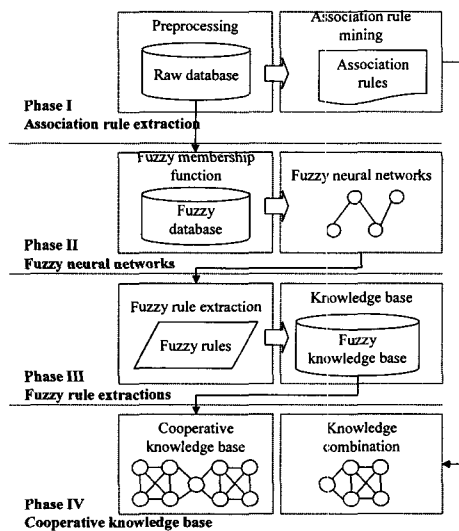 Preprocessing
Raw database
Association rule
mining
Association
rules
Phase I
Association rule extraction
Fuzzy membership
function
Fuzzy
database
Fuzzy neural networks
Phase II
Fuzzy neural networks
Fuzzy rule extraction
Fuzzy rules
Knowledge base
Fuzzy
knowledge base
Phase III
Fuzzy rule extractions
Cooperative
knowledge base
Knowledge
combination
Phase IV
Cooperative knowledge base